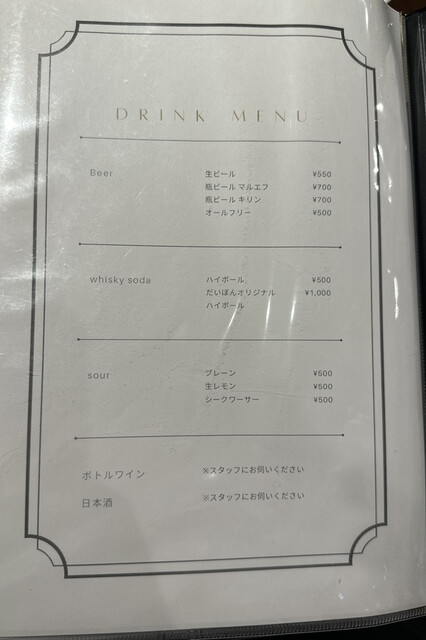 DRINK MENU
Beer 生ビール ¥550
瓶ビール マルエフ ¥700
瓶ビール キリン ¥700
オールフリー ¥500
whisky soda ハイボール ¥500
だいぽんオリジナル ¥1,000
ハイボール
sour プレーン ¥500
生レモン ¥500
シークワーサー ¥500
ボトルワイン ※スタッフにお伺いください
日本酒 ※スタッフにお伺いください